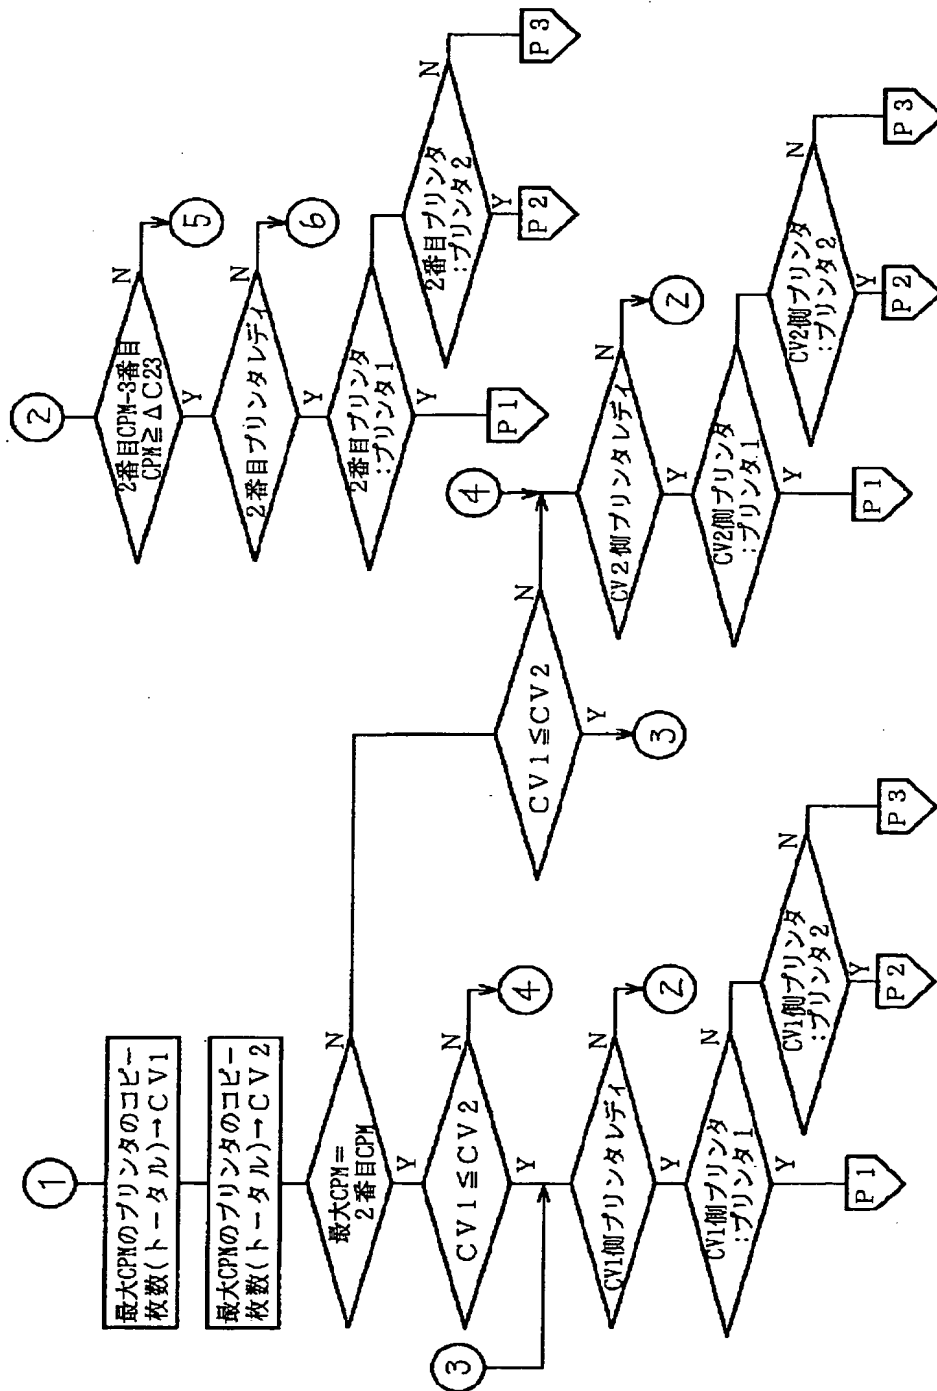 1
最大CPMのプリンタのコピー
枚数(トータル)→CV1
最大CPMのプリンタのコピー
枚数(トータル)→CV2
最大CPM=
2番目CPM
N
Y
CV1≦CV2
N
4
Y
3
CV1側プリンタレディ
N
2
Y
CV1側プリンタ
:プリンタ1
N
Y
P1
CV1側プリンタ
:プリンタ2
N
Y
P2
P3
CV1≦CV2
N
Y
3
4
CV2側プリンタレディ
N
2
Y
CV2側プリンタ
:プリンタ1
N
Y
P1
CV2側プリンタ
:プリンタ2
N
Y
P2
P3
2
2番目CPM-3番目
CPM≧ΔC23
N
5
Y
2番目プリンタレディ
N
6
Y
2番目プリンタ
:プリンタ1
Y
P1
2番目プリンタ
:プリンタ2
N
Y
P2
P3